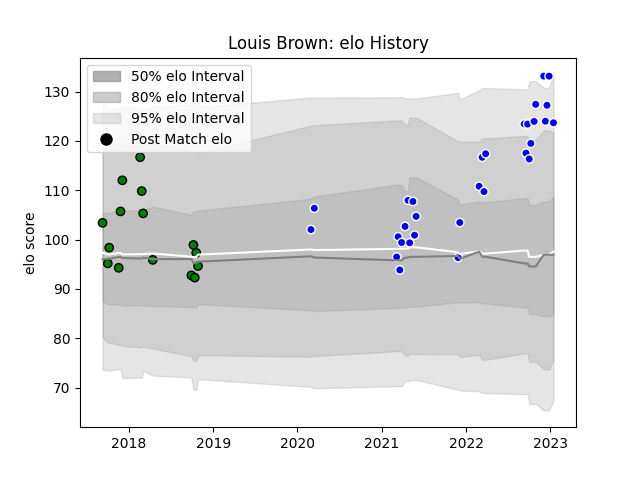 Louis Brown: elo History
50% elo Interval
80% elo Interval
95% elo Interval
Post Match elo
elo score
130
120
110
100
90
80
70
2018 2019 2020 2021 2022 2023